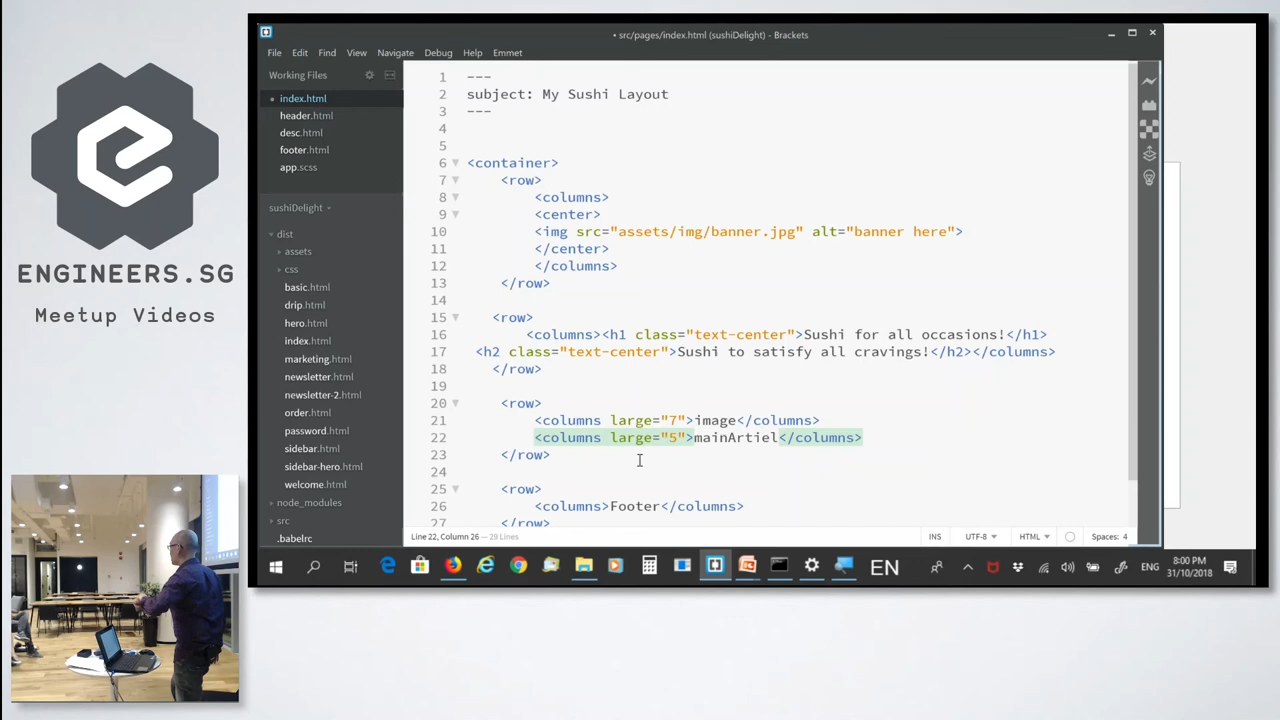 src/pages/index.html (sushiDelight) - Brackets
File Edit Find View Navigate Debug Help Emmet
Working Files
index.html
header.html
desc.html
footer.html
app.scss
sushiDelight
dist
assets
css
basic.html
drip.html
hero.html
index.html
marketing.html
newsletter.html
newsletter-2.html
order.html
password.html
sidebar.html
sidebar-hero.html
welcome.html
node_modules
src
.babelrc
1 ---
2 subject: My Sushi Layout
3 ---
4
5
6 <container>
7 <row>
8 <columns>
9 <center>
10 <img src="assets/img/banner.jpg" alt="banner here">
11 </center>
12 </columns>
13 </row>
14
15 <row>
16 <columns><h1 class="text-center">Sushi for all occasions!</h1>
17 <h2 class="text-center">Sushi to satisfy all cravings!</h2></columns>
18 </row>
19
20 <row>
21 <columns large="7">image</columns>
22 <columns large="5">mainArtiel</columns>
23 </row>
24
25 <row>
26 <columns>Footer</columns>
27 </row>
Line 22, Column 26 — 29 Lines
INS UTF-8 HTML Spaces: 4
EN
ENG
8:00 PM
31/10/2018
ENGINEERS.SG
Meetup Videos